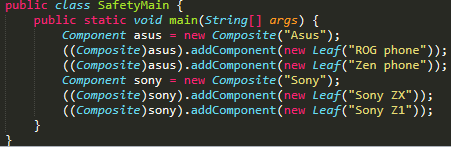 public class SafetyMain {
    public static void main(String[] args) {
        Component asus = new Composite("Asus");
        ((Composite)asus).addComponent(new Leaf("ROG phone"));
        ((Composite)asus).addComponent(new Leaf("Zen phone"));
        Component sony = new Composite("Sony");
        ((Composite)sony).addComponent(new Leaf("Sony ZX"));
        ((Composite)sony).addComponent(new Leaf("Sony Z1"));
    }
}